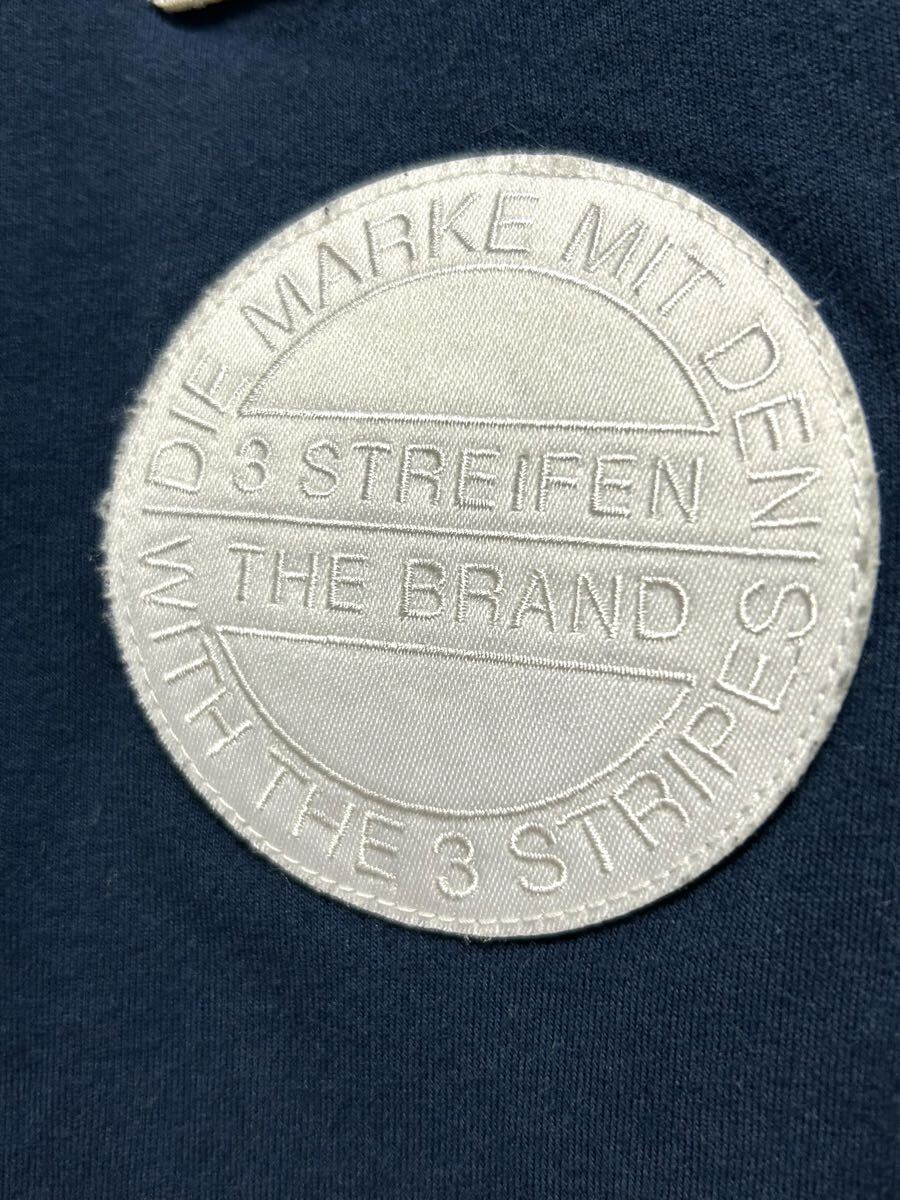 DIE MARKE MIT DEN
3 STREIFEN
THE BRAND
WITH THE 3 STRIPES